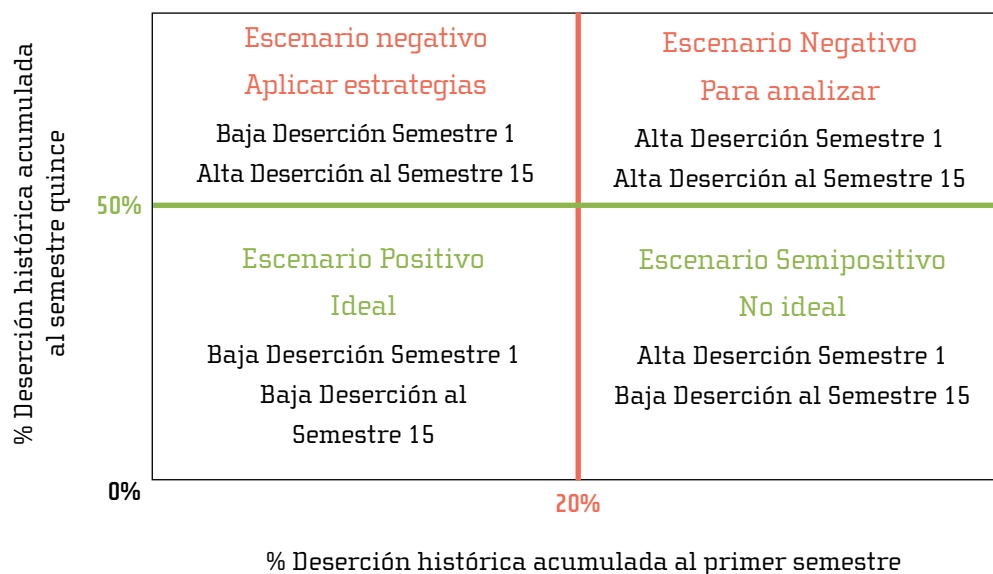 % Deserción histórica acumulada
al semestre quince
Escenario negativo
Aplicar estrategias
Baja Deserción Semestre 1
Alta Deserción al Semestre 15
Escenario Negativo
Para analizar
Alta Deserción Semestre 1
Alta Deserción al Semestre 15
50%
Escenario Positivo
Ideal
Baja Deserción Semestre 1
Baja Deserción al
Semestre 15
Escenario Semipositivo
No ideal
Alta Deserción Semestre 1
Baja Deserción al Semestre 15
0%
20%
% Deserción histórica acumulada al primer semestre